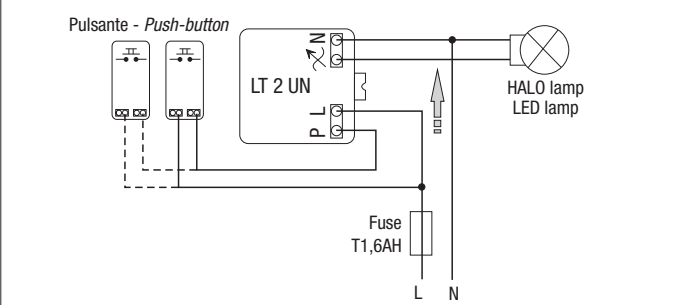 Pulsante - Push-button
N
LT 2 UN
L
P
HALO lamp
LED lamp
Fuse
T1,6AH
L N